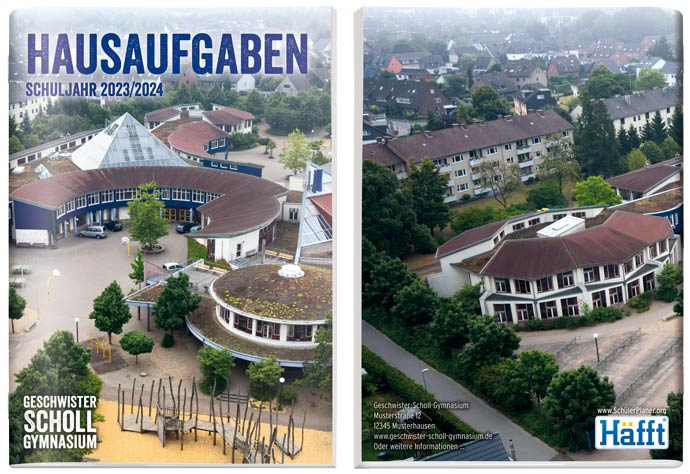 HAUSAUFGABEN
SCHULJAHR 2023/2024
GESCHWISTER
SCHOLL
GYMNASIUM
Geschwister-Scholl-Gymnasium
Musterstraße 12
12345 Musterhausen
www.geschwister-scholl-gymnasium.de
Oder weitere Informationen ...
www.SchülerPlaner.org
Häfft